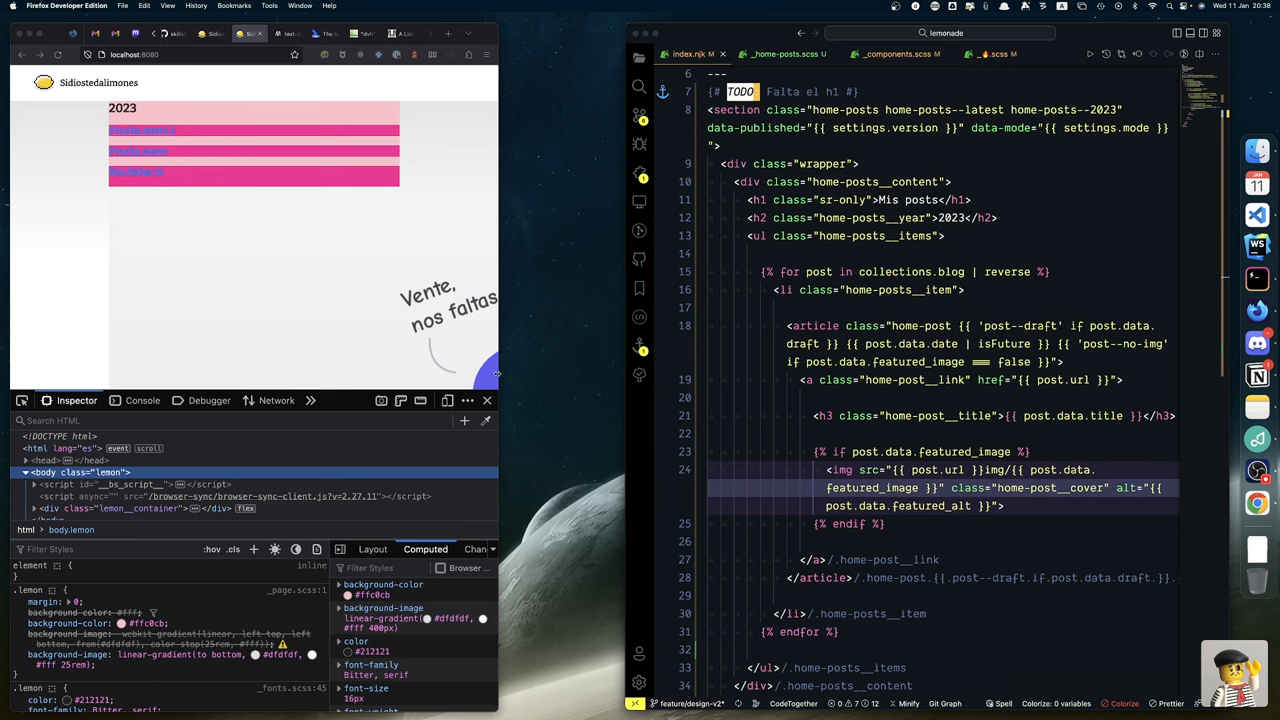 Firefox Developer Edition File Edit View History Bookmarks Tools Window Help
Wed 11 Jan 20:38
localhost:8080
Sidiostedalimones
2023
Vente,
nos faltas
Inspector Console Debugger Network
Search HTML
<!DOCTYPE html>
<html lang="es"> event scroll
<head> </head>
<body class="lemon">
<script id="__bs_script__"> </script>
<script async="" src="/browser-sync/browser-sync-client.js?v=2.27.11"></script>
<div class="lemon__container"> </div> flex
html body.lemon
Filter Styles :hov .cls
Layout Computed Chan
element { inline
}
.lemon { _page.scss:1
margin: 0;
background-color: #fff;
background-color: #ffc0cb;
background-image: -webkit-gradient(linear, left top, left
bottom, from(#dfdfdf), color-stop(25rem, #fff));
background-image: linear-gradient(to bottom, #dfdfdf,
#fff 25rem);
}
.lemon { _fonts.scss:45
color: #212121;
font-family: Bitter, serif;
Filter Styles Browser ...
background-color
#ffc0cb
background-image
linear-gradient(#dfdfdf,
#fff 400px)
color
#212121
font-family
Bitter, serif
font-size
16px
lemonade
index.njk M _home-posts.scss M _components.scss M _🔥.scss M
6 ---
7 {# TODO: Falta el h1 #}
8 <section class="home-posts home-posts--latest home-posts--2023"
data-published="{{ settings.version }}" data-mode="{{ settings.mode }}
">
9 <div class="wrapper">
10 <div class="home-posts__content">
11 <h1 class="sr-only">Mis posts</h1>
12 <h2 class="home-posts__year">2023</h2>
13 <ul class="home-posts__items">
14
15 {% for post in collections.blog | reverse %}
16 <li class="home-posts__item">
17
18 <article class="home-post {{ 'post--draft' if post.data.
draft }} {{ post.data.date | isFuture }} {{ 'post--no-img'
if post.data.featured_image === false }}">
19 <a class="home-post__link" href="{{ post.url }}">
20
21 <h3 class="home-post__title">{{ post.data.title }}</h3>
22
23 {% if post.data.featured_image %}
24 <img src="{{ post.url }}img/{{ post.data.
featured_image }}" class="home-post__cover" alt="{{
post.data.featured_alt }}">
25 {% endif %}
26
27 </a>/.home-post__link
28 </article>/.home-post.{{.post--draft.if.post.data.draft.}}.
29
30 </li>/.home-posts__item
31 {% endfor %}
32
33 </ul>/.home-posts__items
34 </div>/.home-posts__content
feature/design-v2* CodeTogether 0 7 12 Minify Git Graph Spell Colorize: 0 variables Colorize Prettier